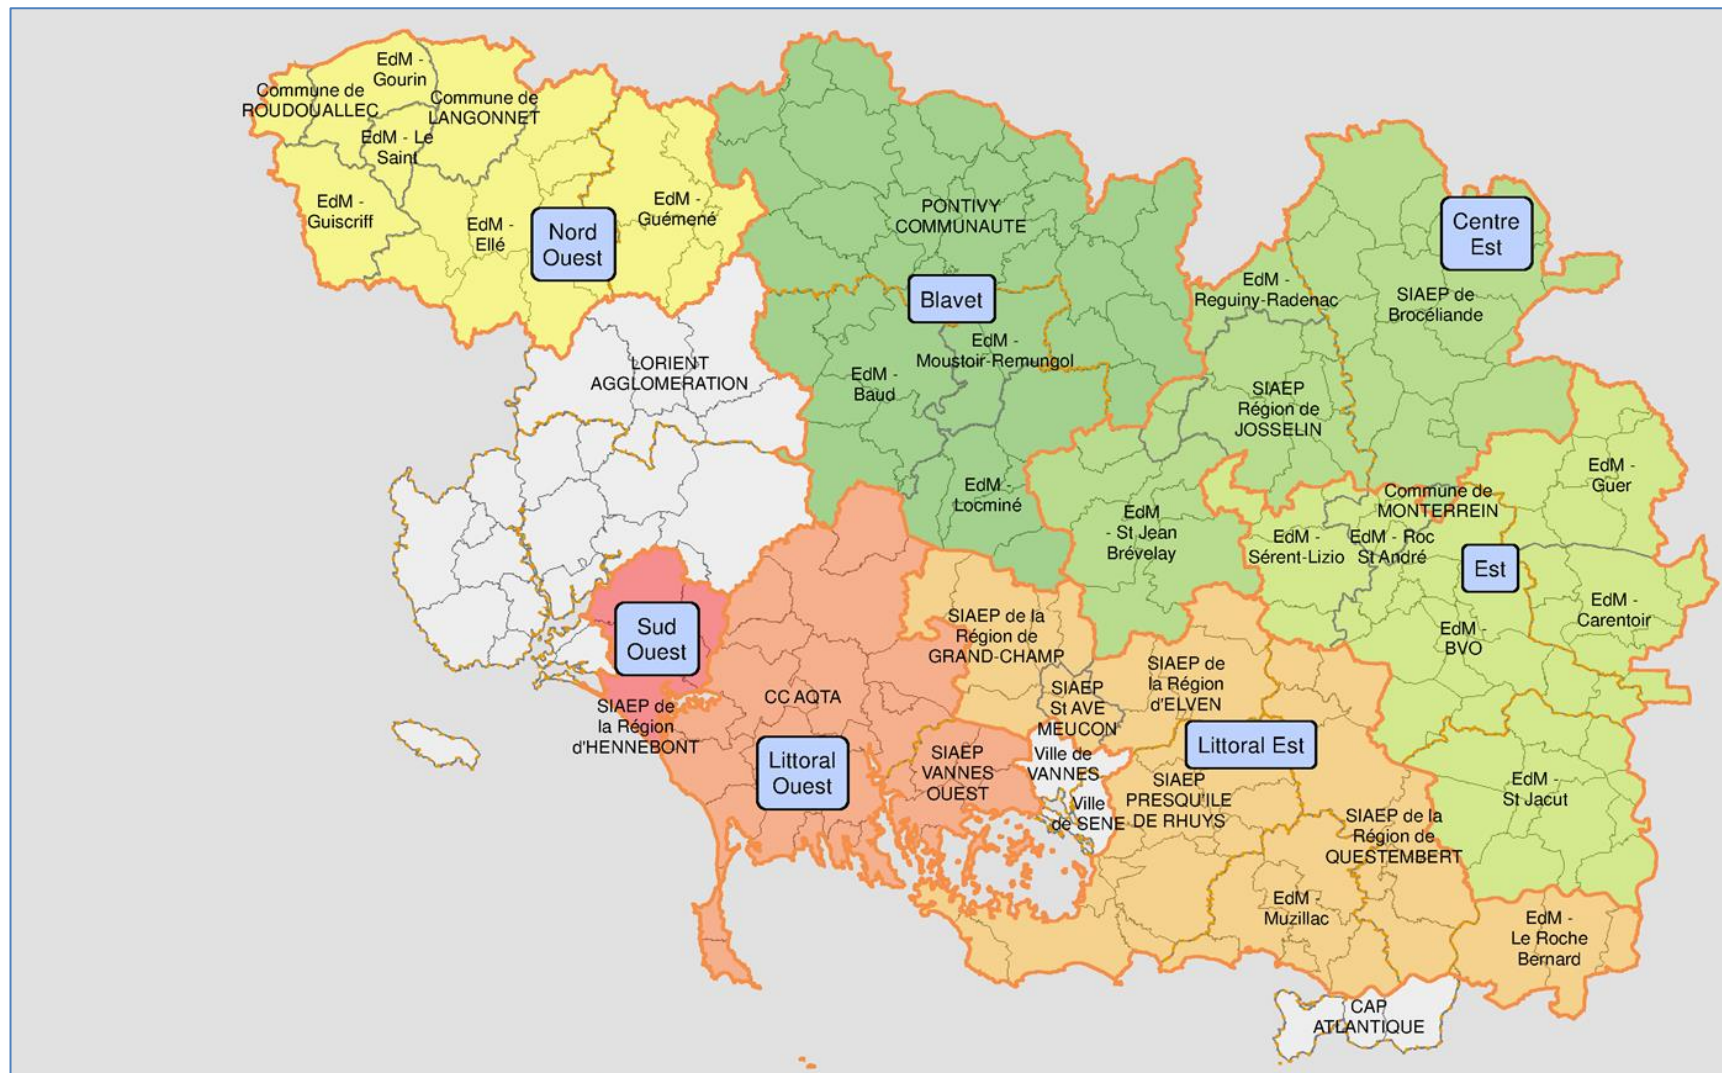 EdM -
Gourin
Commune de
ROUDOUALLEC
Commune de
LANGONNET
EdM - Le
Saint
EdM -
Guiscriff
EdM -
Ellé
Nord
Ouest
EdM -
Guémené
PONTIVY
COMMUNAUTE
Centre
Est
Blavet
EdM -
Reguiny-Radenac
SIAEP de
Brocéliande
LORIENT
AGGLOMERATION
EdM -
Moustoir-Remungol
EdM -
Baud
SIAEP
Région de
JOSSELIN
EdM -
Guer
EdM -
Locminé
Commune de
MONTERREIN
EdM
- St Jean
Brévelay
EdM -
Sérent-Lizio
EdM - Roc
St André
Est
EdM -
Carentoir
Sud
Ouest
SIAEP de la
Région de
GRAND-CHAMP
EdM -
BVO
SIAEP de
la Région
d'ELVEN
SIAEP
St AVE
MEUCON
CC AQTA
SIAEP de
la Région
d'HENNEBONT
Littoral Est
Littoral
Ouest
SIAEP
VANNES
OUEST
Ville de
VANNES
Ville
de SENE
SIAEP
PRESQU'ILE
DE RHUYS
EdM -
St Jacut
SIAEP de la
Région de
QUESTEMBERT
EdM -
Muzillac
EdM -
Le Roche
Bernard
CAP
ATLANTIQUE